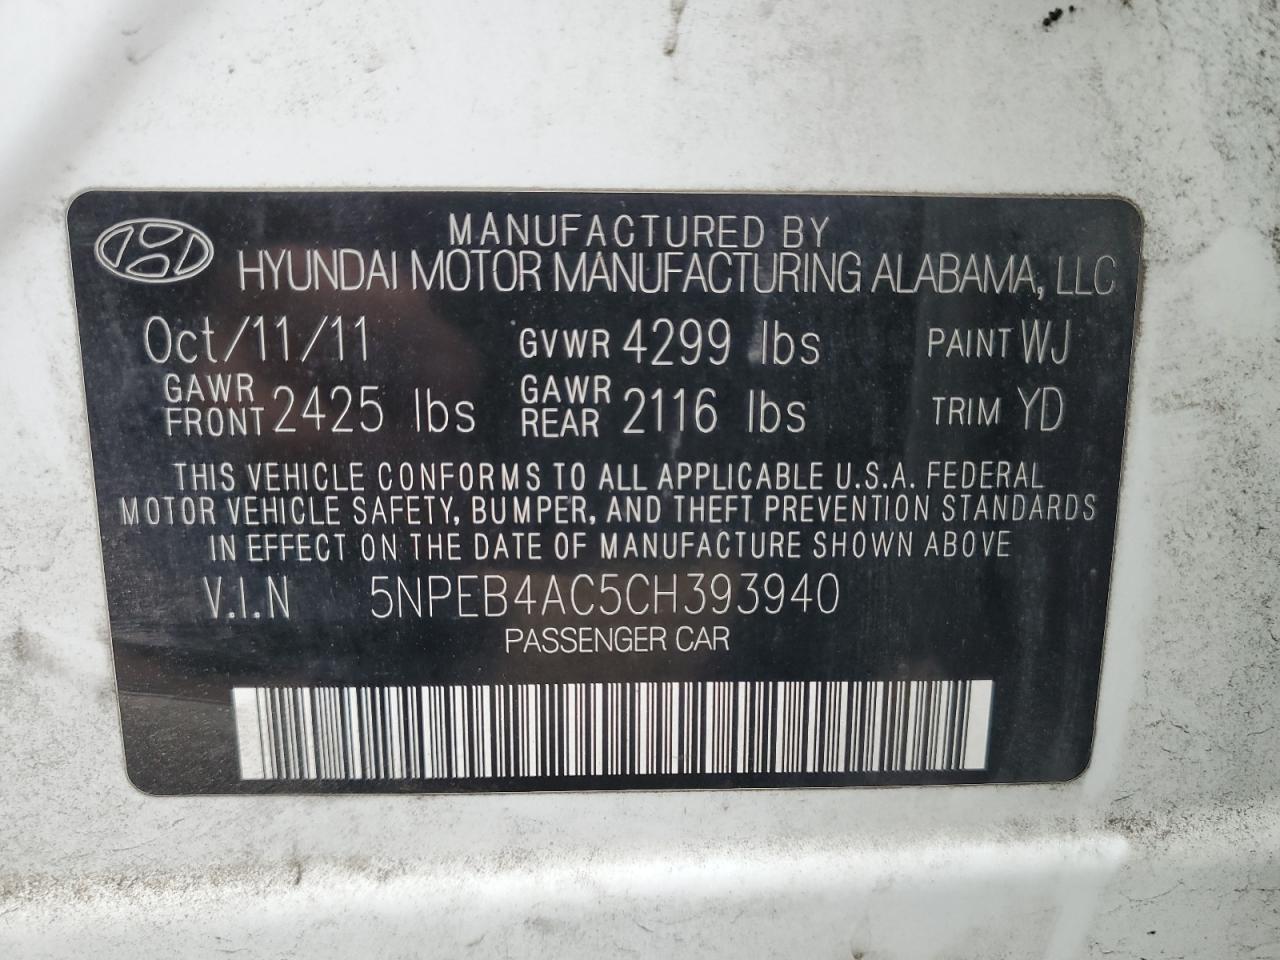 MANUFACTURED BY
HYUNDAI MOTOR MANUFACTURING ALABAMA, LLC
Oct/11/11 GVWR 4299 lbs PAINT WJ
GAWR FRONT 2425 lbs GAWR REAR 2116 lbs TRIM YD
THIS VEHICLE CONFORMS TO ALL APPLICABLE U.S.A. FEDERAL
MOTOR VEHICLE SAFETY, BUMPER, AND THEFT PREVENTION STANDARDS
IN EFFECT ON THE DATE OF MANUFACTURE SHOWN ABOVE
V.I.N 5NPEB4AC5CH393940
PASSENGER CAR